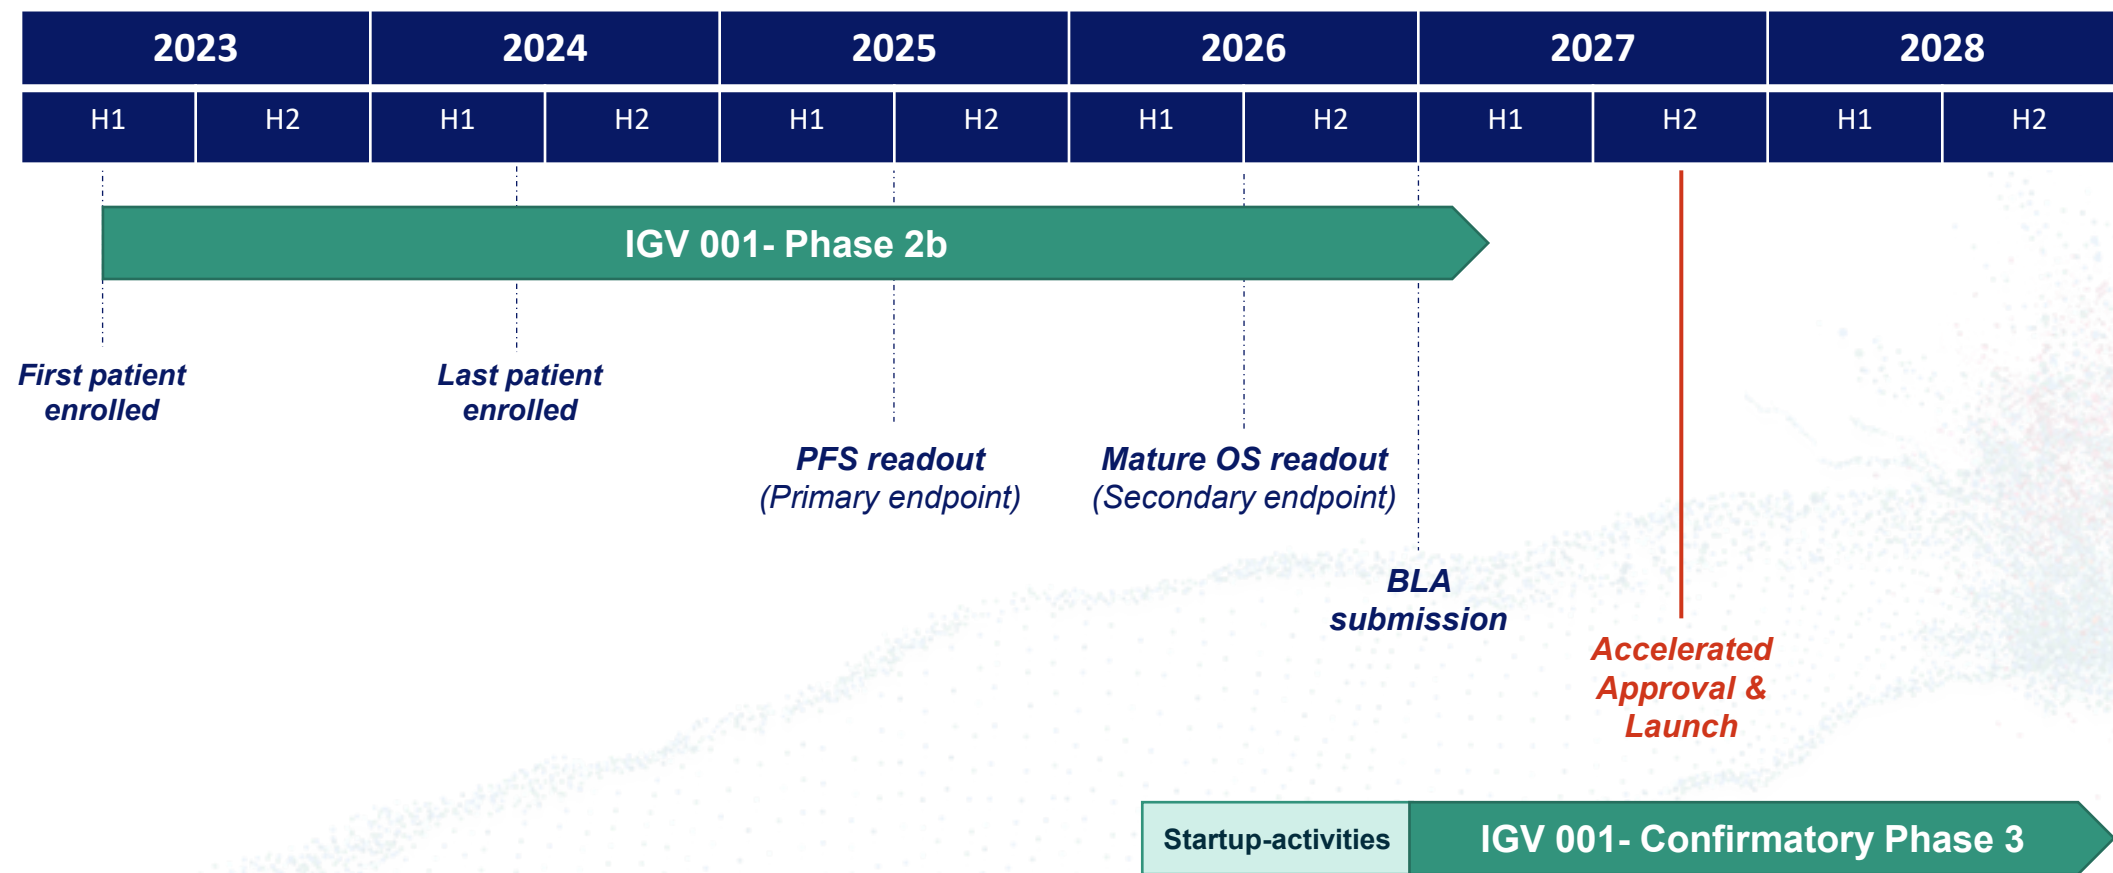 2023 2024 2025 2026 2027 2028
H1 H2 H1 H2 H1 H2 H1 H2 H1 H2 H1 H2
IGV 001- Phase 2b
First patient
enrolled
Last patient
enrolled
PFS readout
(Primary endpoint)
Mature OS readout
(Secondary endpoint)
BLA
submission
Accelerated
Approval &
Launch
Startup-activities
IGV 001- Confirmatory Phase 3